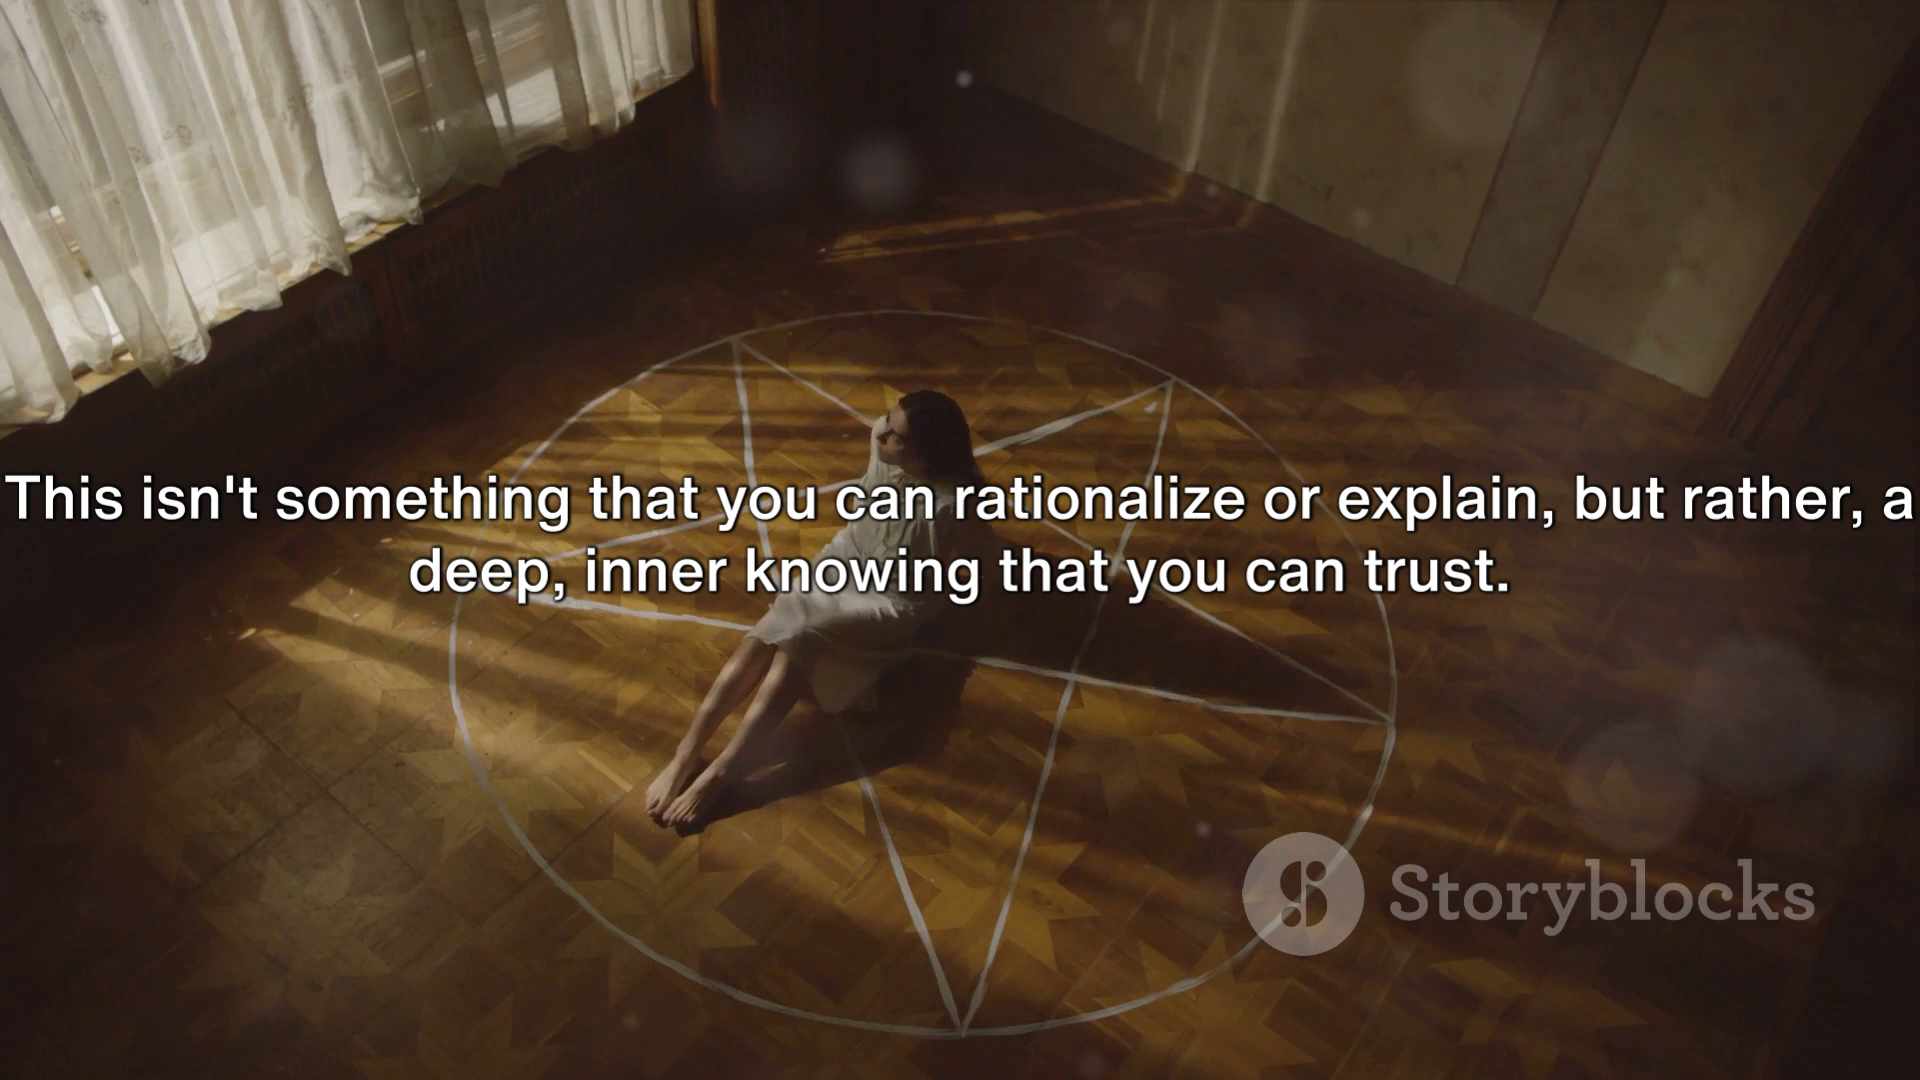 This isn't something that you can rationalize or explain, but rather, a
deep, inner knowing that you can trust.
Storyblocks